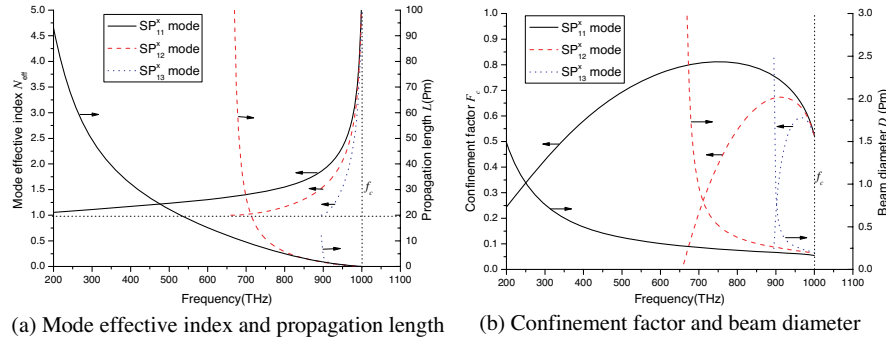 SP^x_11 mode
SP^x_12 mode
SP^x_13 mode
Mode effective index N_eff
5.0
4.5
4.0
3.5
3.0
2.5
2.0
1.5
1.0
0.5
0.0
100
90
80
70
60
50
40
30
20
10
0
Propagation length L(Pm)
f_c
200 300 400 500 600 700 800 900 1000 1100
Frequency(THz)
(a) Mode effective index and propagation length
SP^x_11 mode
SP^x_12 mode
SP^x_13 mode
Confinement factor F_c
1.0
0.9
0.8
0.7
0.6
0.5
0.4
0.3
0.2
0.1
0.0
3.0
2.5
2.0
1.5
1.0
0.5
0.0
Beam diameter D (Pm)
f_c
200 300 400 500 600 700 800 900 1000 1100
Frequency(THz)
(b) Confinement factor and beam diameter